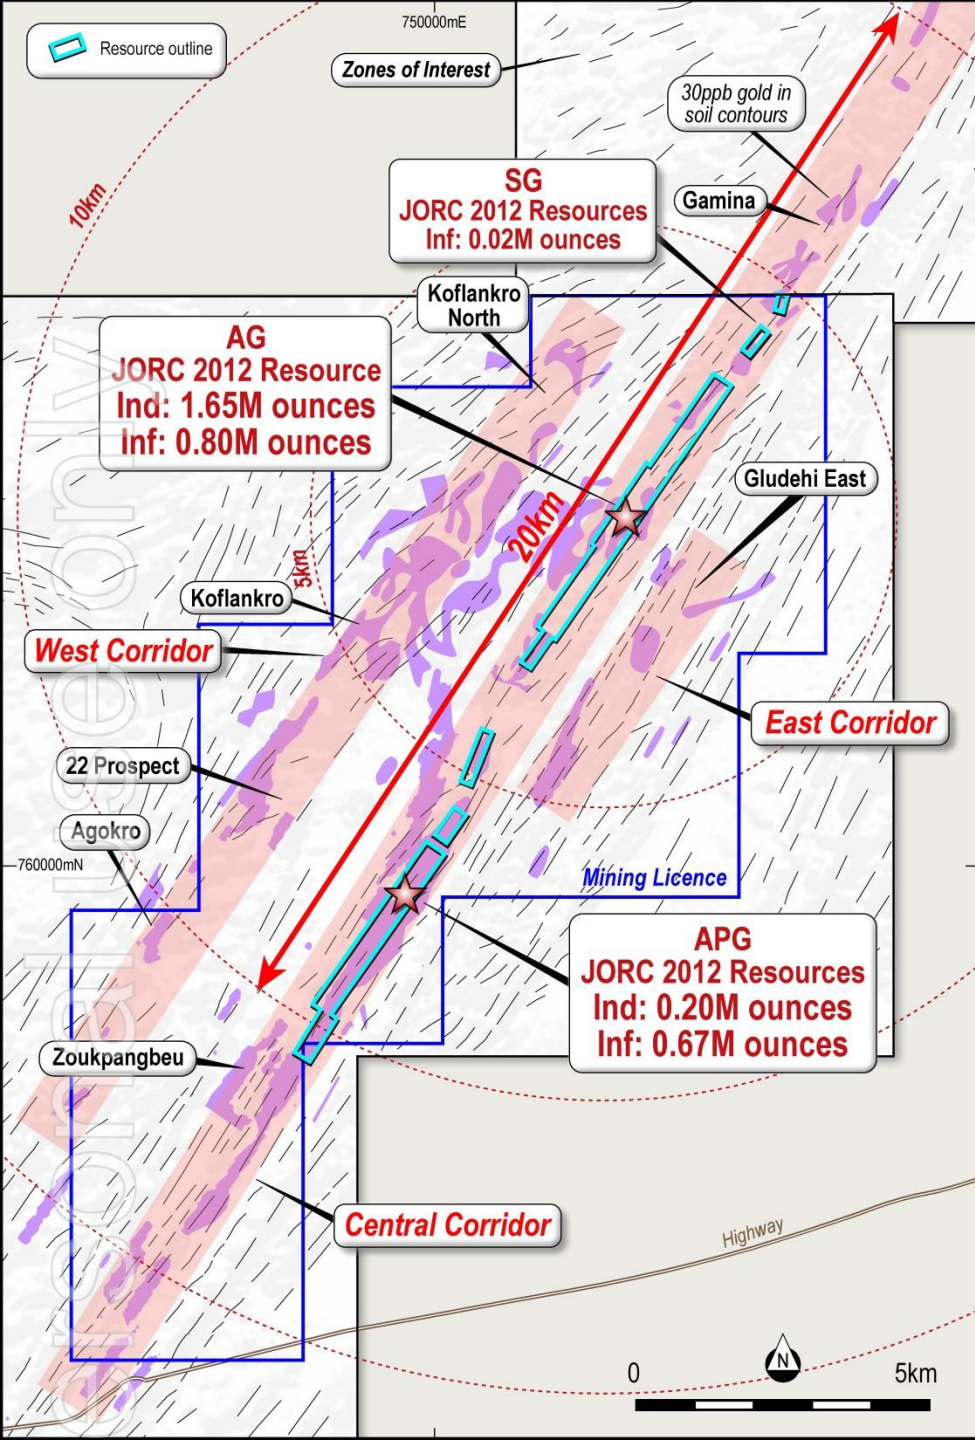 750000mE
Resource outline
Zones of Interest
30ppb gold in
soil contours
10km
SG
JORC 2012 Resources
Inf: 0.02M ounces
Gamina
Koflankro
North
AG
JORC 2012 Resource
Ind: 1.65M ounces
Inf: 0.80M ounces
Gludehi East
20km
5km
Koflankro
West Corridor
East Corridor
22 Prospect
Agokro
760000mN
Mining Licence
APG
JORC 2012 Resources
Ind: 0.20M ounces
Inf: 0.67M ounces
Zoukpangbeu
Central Corridor
Highway
N
0 5km
ersonal use only